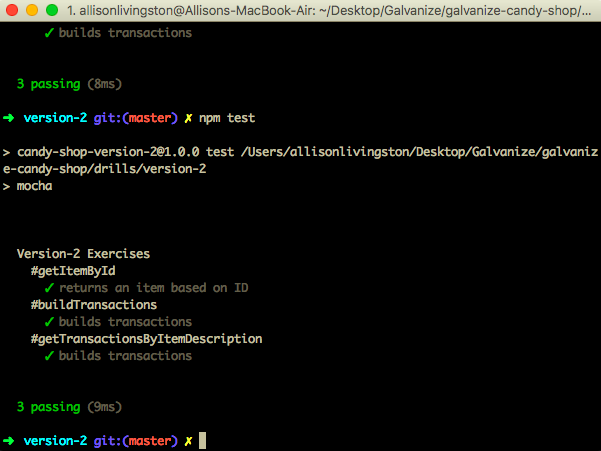 1. allisonlivingston@Allisons-MacBook-Air: ~/Desktop/Galvanize/galvanize-candy-shop/...
✓ builds transactions
3 passing (8ms)
➜ version-2 git:(master) ✗ npm test
> candy-shop-version-2@1.0.0 test /Users/allisonlivingston/Desktop/Galvanize/galvaniz
e-candy-shop/drills/version-2
> mocha
Version-2 Exercises
#getItemById
✓ returns an item based on ID
#buildTransactions
✓ builds transactions
#getTransactionsByItemDescription
✓ builds transactions
3 passing (9ms)
➜ version-2 git:(master) ✗